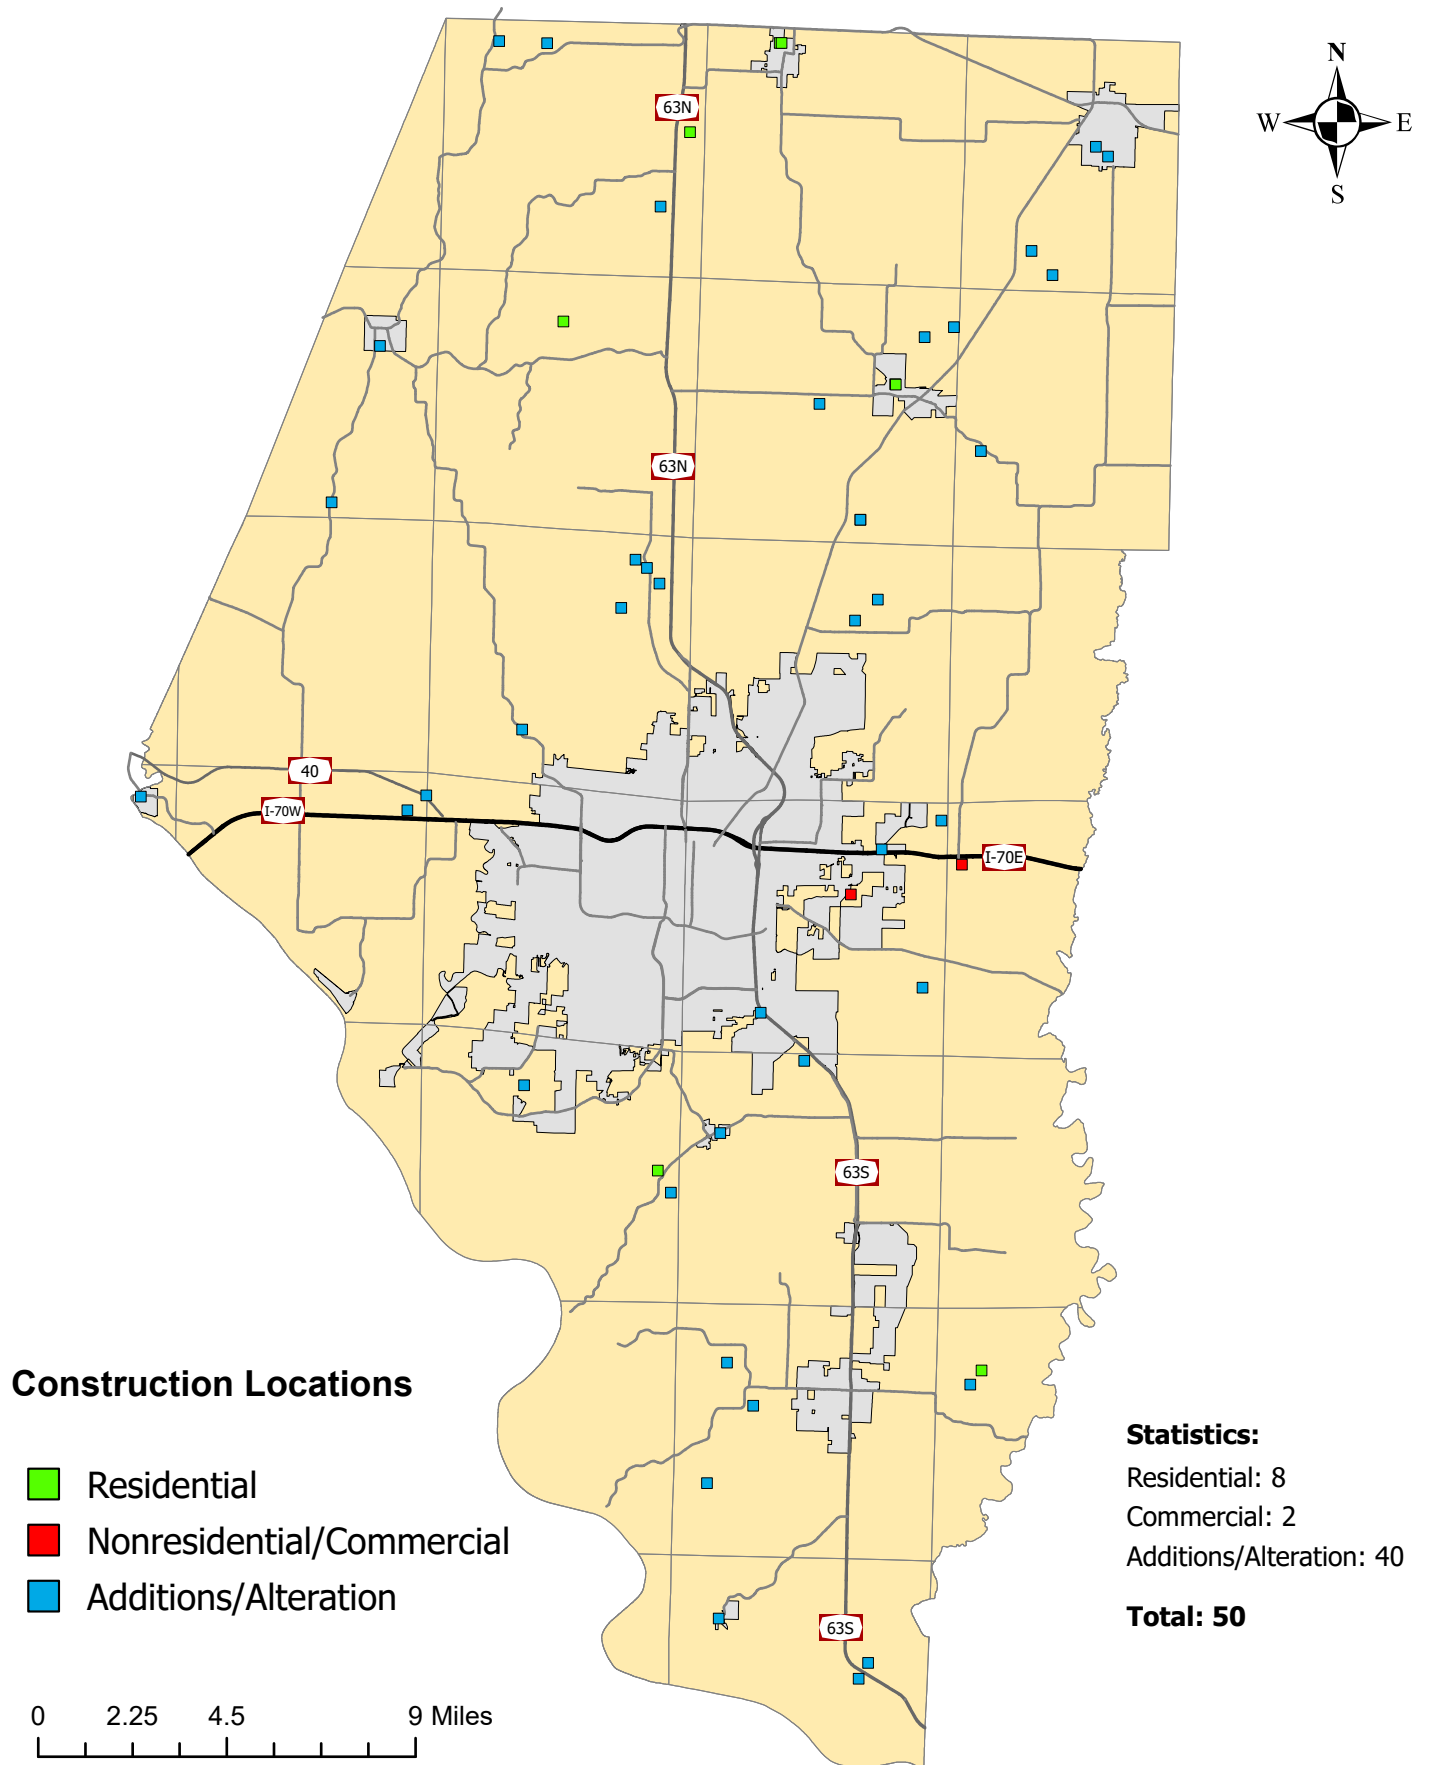 N
W E
S
63N
63N
40
I-70W
I-70E
63S
63S
Construction Locations
Residential
Nonresidential/Commercial
Additions/Alteration
0 2.25 4.5 9 Miles
Statistics:
Residential: 8
Commercial: 2
Additions/Alteration: 40
Total: 50